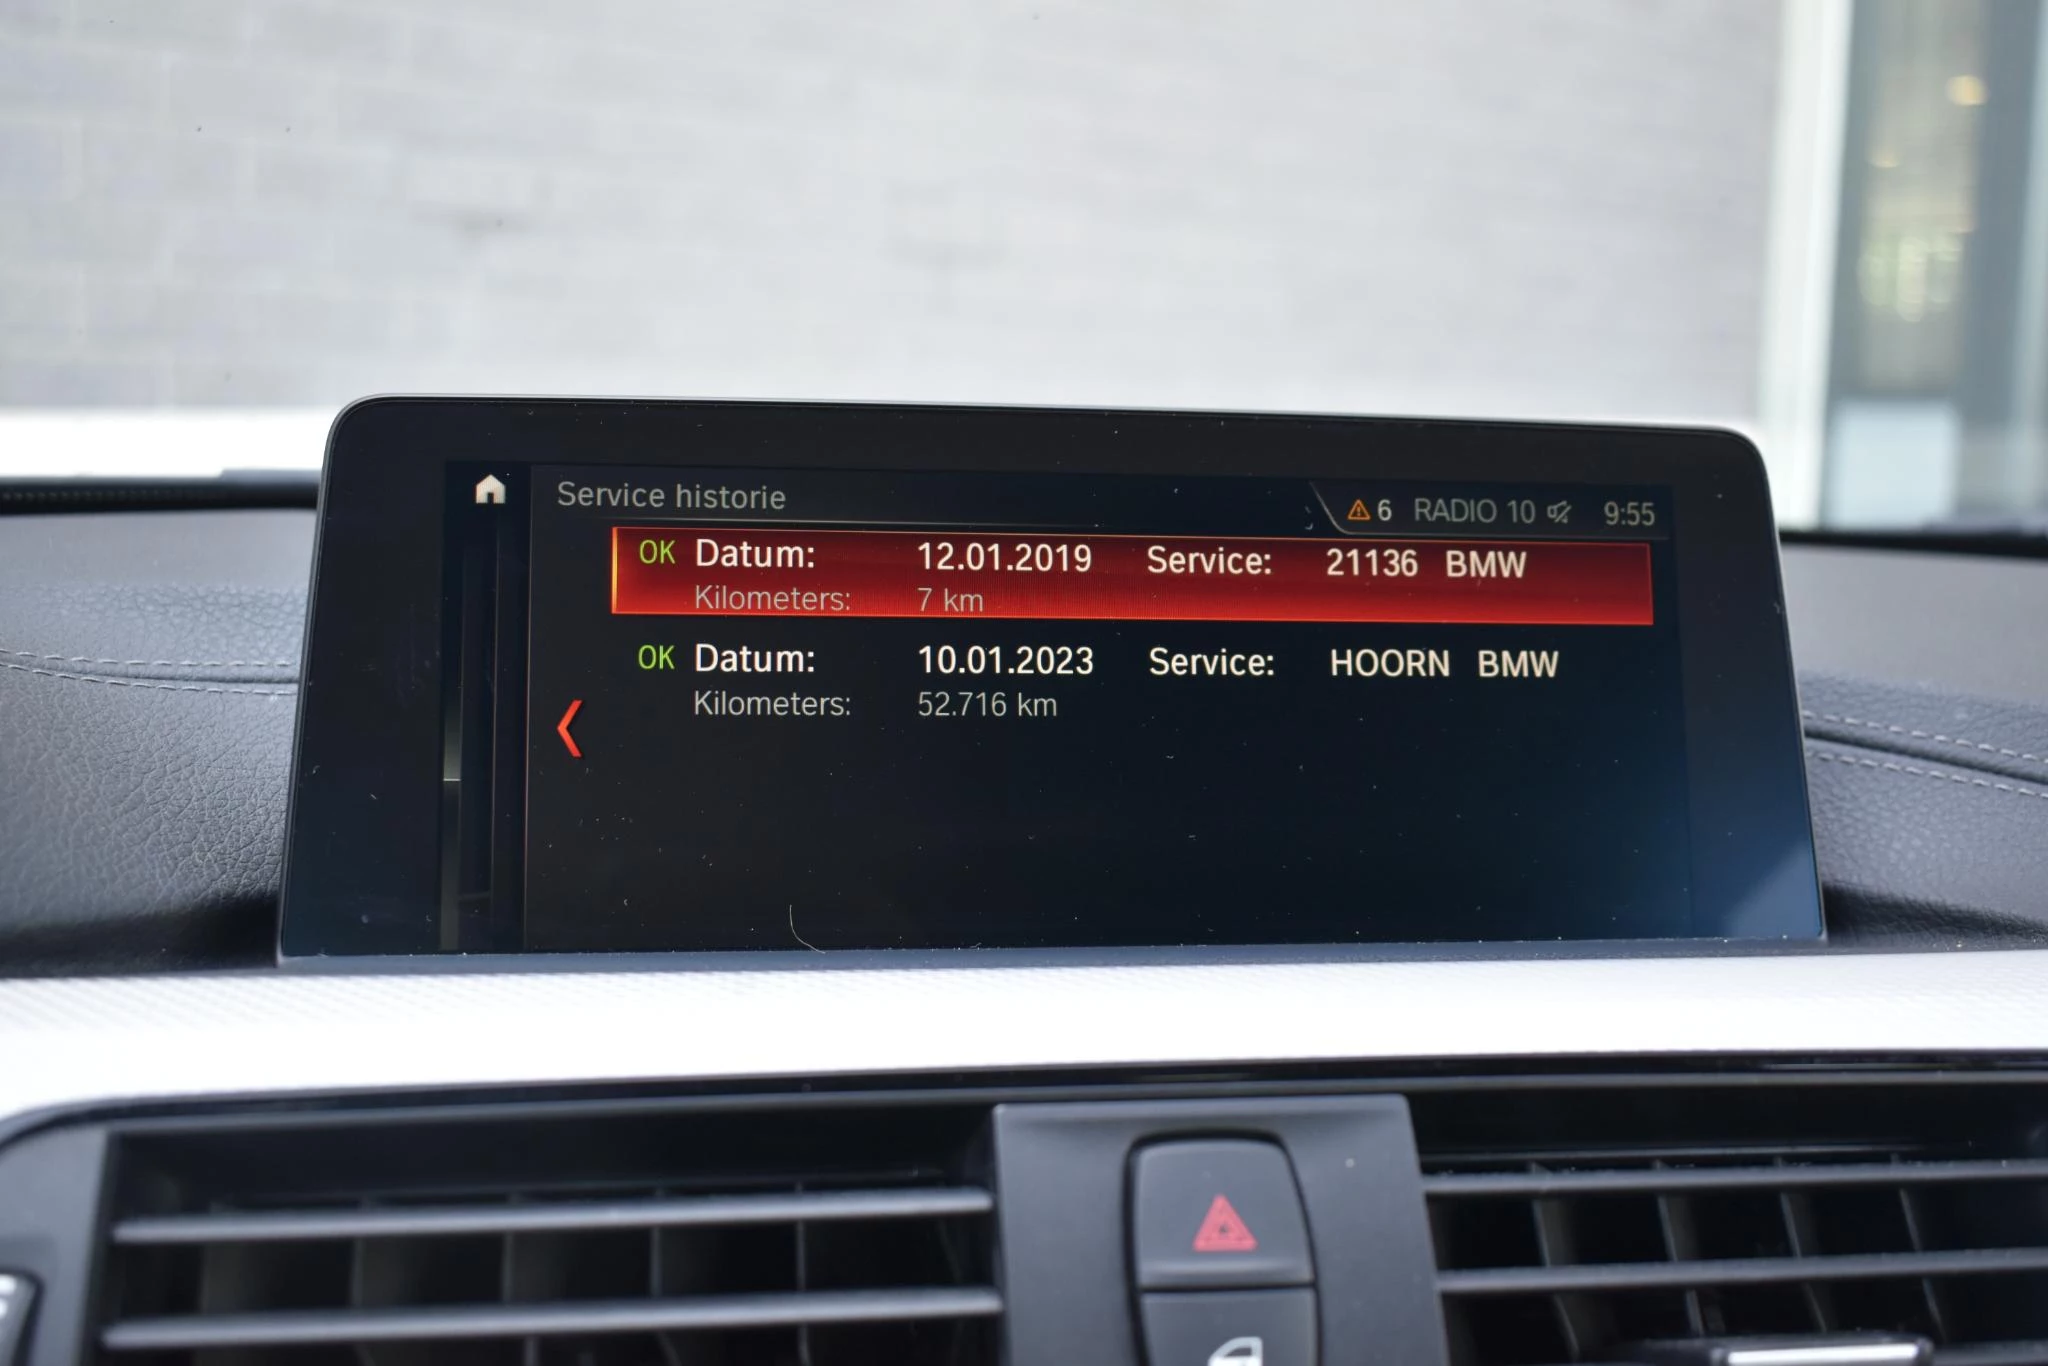 Service historie 6 RADIO 10 9:55
OK Datum: 12.01.2019 Service: 21136 BMW
Kilometers: 7 km
OK Datum: 10.01.2023 Service: HOORN BMW
Kilometers: 52.716 km